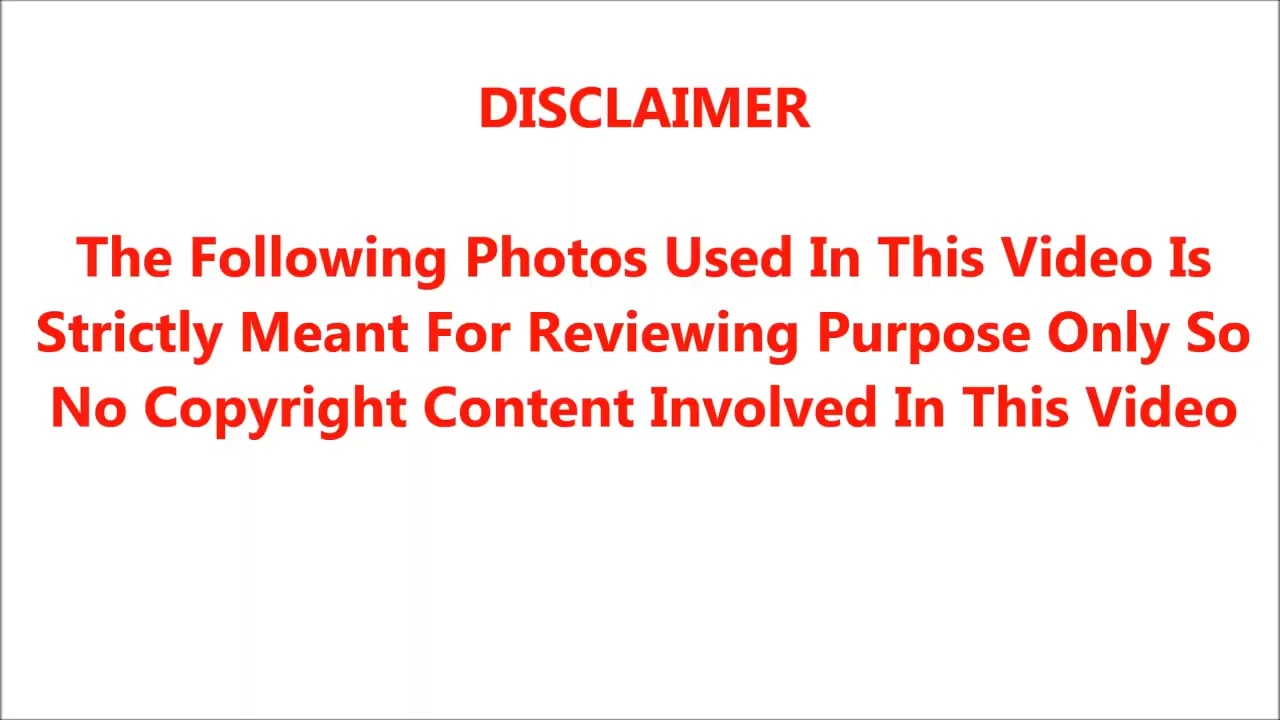 DISCLAIMER
The Following Photos Used In This Video Is
Strictly Meant For Reviewing Purpose Only So
No Copyright Content Involved In This Video